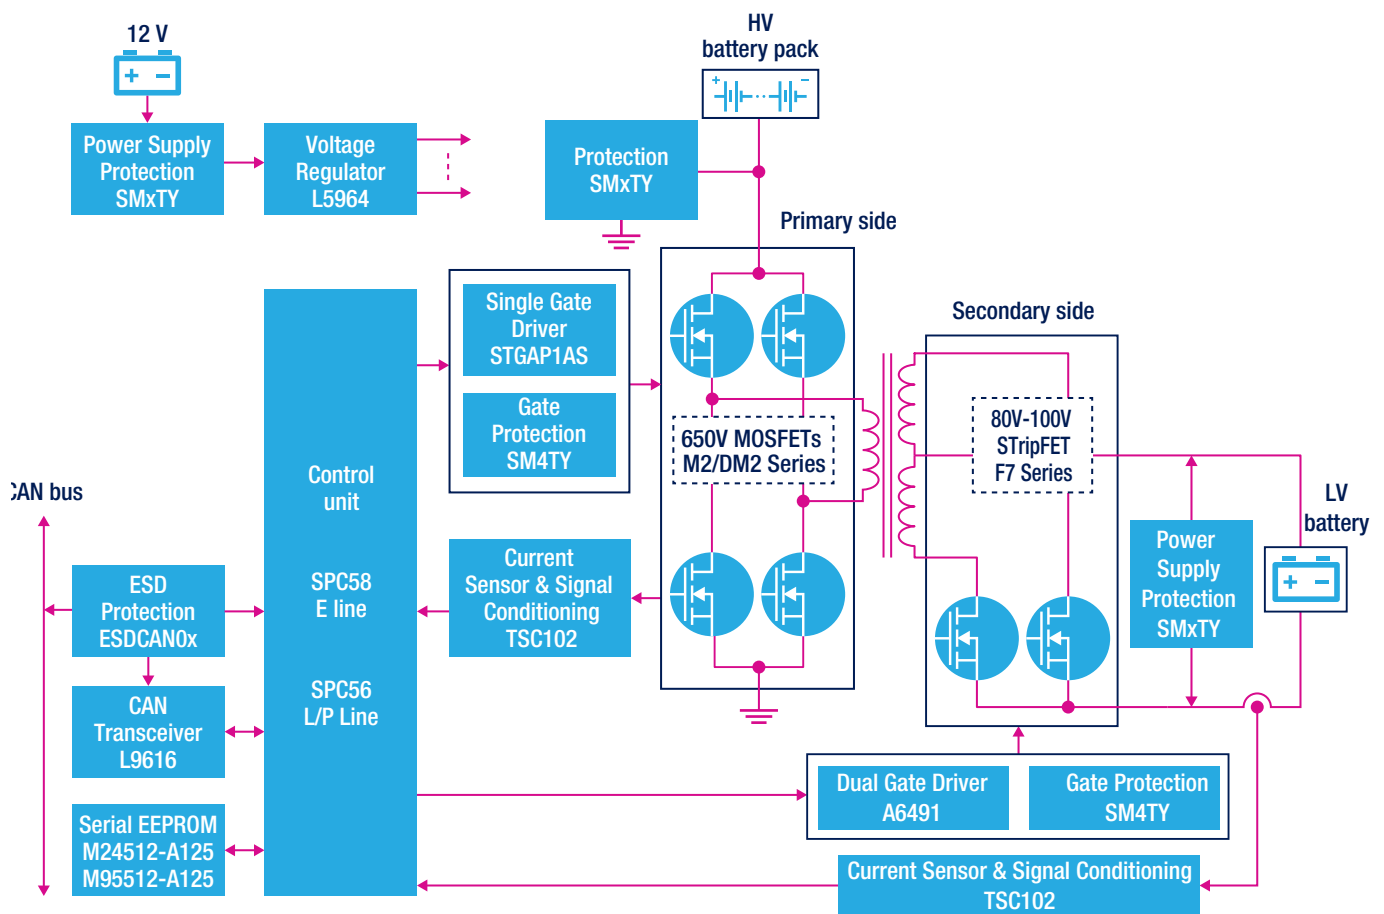 12 V
HV
battery pack
Power Supply
Protection
SMxTY
Voltage
Regulator
L5964
Protection
SMxTY
Primary side
Single Gate
Driver
STGAP1AS
Gate
Protection
SM4TY
650V MOSFETs
M2/DM2 Series
Secondary side
80V-100V
STripFET
F7 Series
LV
battery
Power
Supply
Protection
SMxTY
Control
unit
SPC58
E line
SPC56
L/P Line
Current
Sensor & Signal
Conditioning
TSC102
CAN bus
ESD
Protection
ESDCAN0x
CAN
Transceiver
L9616
Serial EEPROM
M24512-A125
M95512-A125
Dual Gate Driver
A6491
Gate Protection
SM4TY
Current Sensor & Signal Conditioning
TSC102